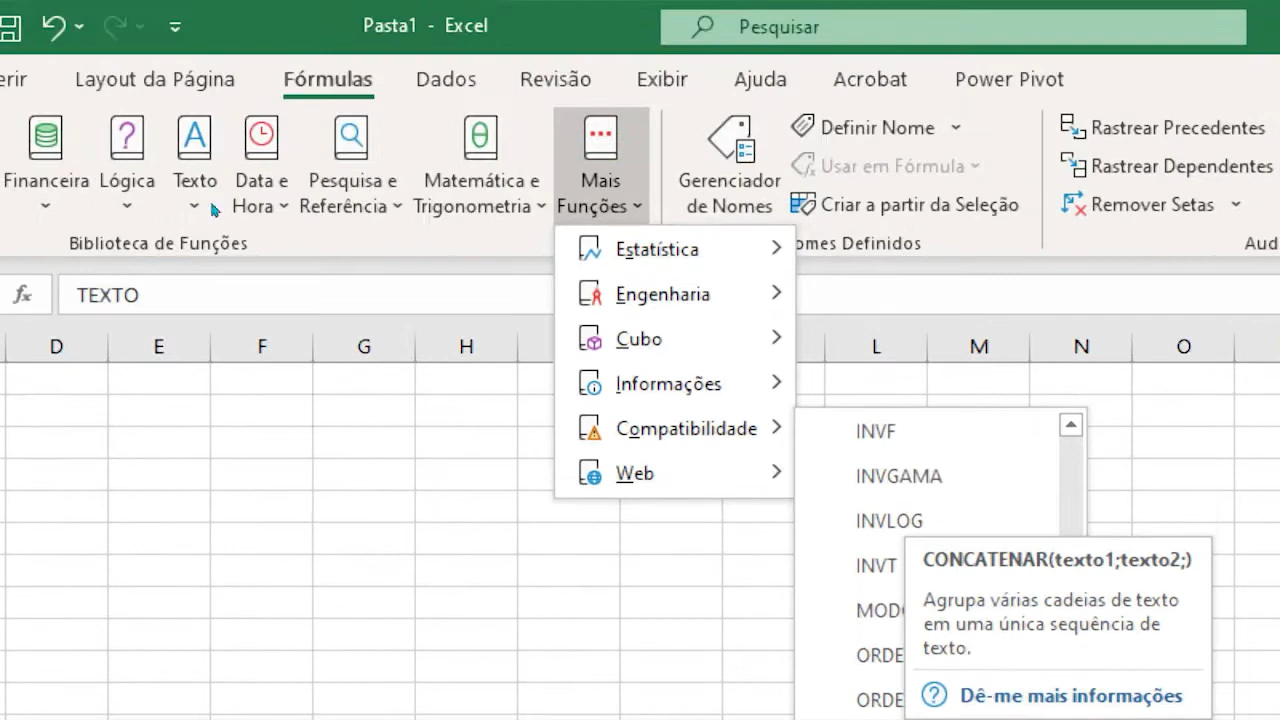 Pasta1 - Excel
Pesquisar
erir Layout da Página Fórmulas Dados Revisão Exibir Ajuda Acrobat Power Pivot
Financeira
Lógica
Texto
Data e
Hora
Pesquisa e
Referência
Matemática e
Trigonometria
Mais
Funções
Biblioteca de Funções
Gerenciador
de Nomes
Definir Nome
Usar em Fórmula
Criar a partir da Seleção
omes Definidos
Rastrear Precedentes
Rastrear Dependentes
Remover Setas
Aud
fx TEXTO
D E F G H L M N O
Estatística
Engenharia
Cubo
Informações
Compatibilidade
Web
INVF
INVGAMA
INVLOG
INVT
MODO
ORDE
ORDE
CONCATENAR(texto1;texto2;)
Agrupa várias cadeias de texto
em uma única sequência de
texto.
Dê-me mais informações